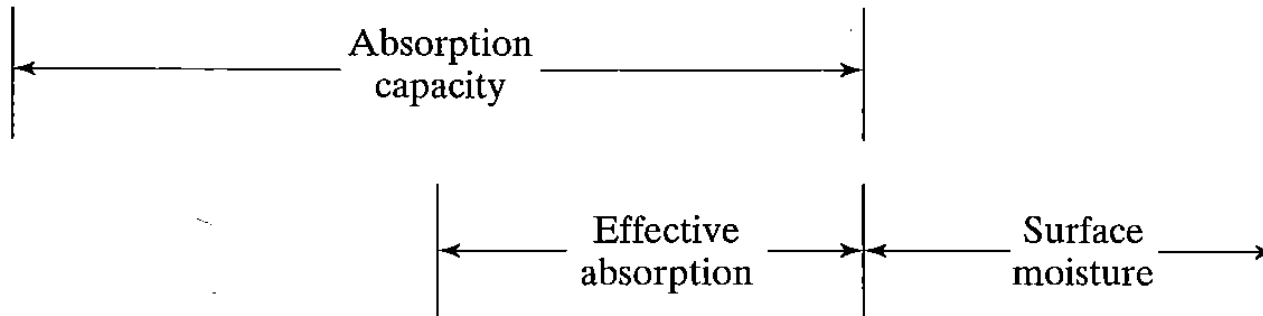 Absorption
capacity
Effective
absorption
Surface
moisture